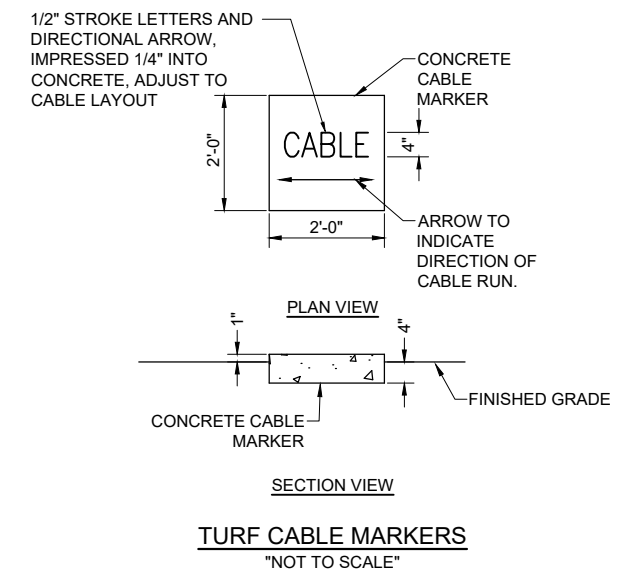 1/2" STROKE LETTERS AND
DIRECTIONAL ARROW,
IMPRESSED 1/4" INTO
CONCRETE, ADJUST TO
CABLE LAYOUT
CONCRETE
CABLE
MARKER
CABLE
4"
2'-0"
2'-0"
ARROW TO
INDICATE
DIRECTION OF
CABLE RUN.
PLAN VIEW
1"
4"
FINISHED GRADE
CONCRETE CABLE
MARKER
SECTION VIEW
TURF CABLE MARKERS
"NOT TO SCALE"